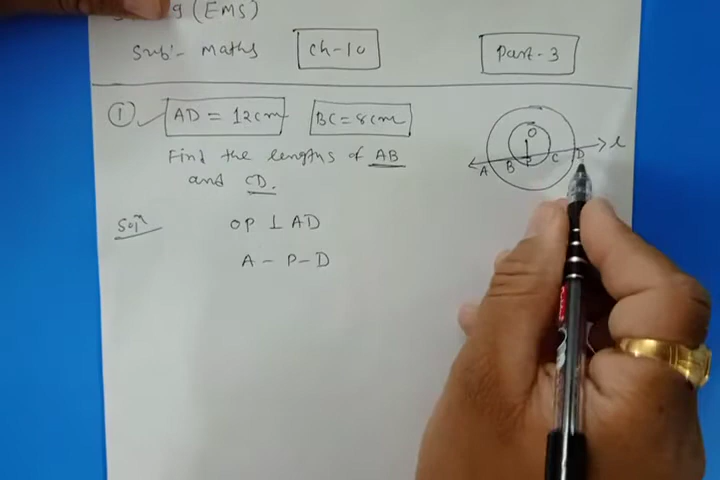 (EMS)
Sub:- Maths Ch-10 Part-3
① AD = 12cm BC = 8cm
Find the lengths of AB
and CD.
Solⁿ OP ⊥ AD
A - P - D
O
A B P C D l